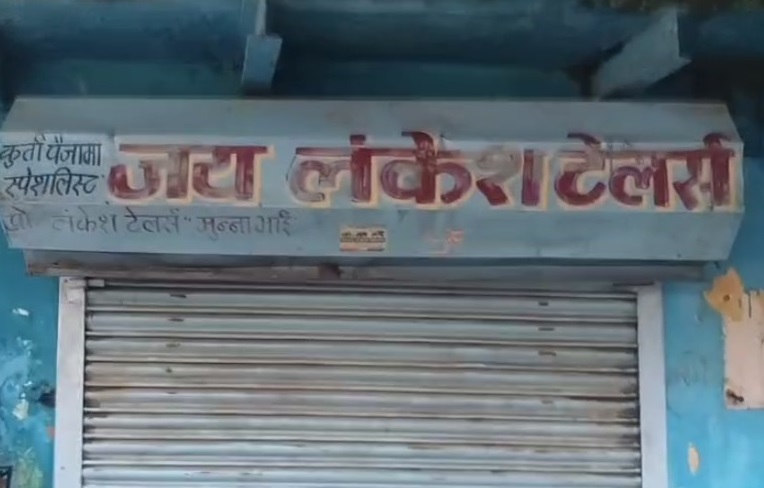 कुर्ता पैजामा
स्पेशलिस्ट
जय लंकेश टेलर्स
प्रो लंकेश टेलर्स "मुन्ना भाई"